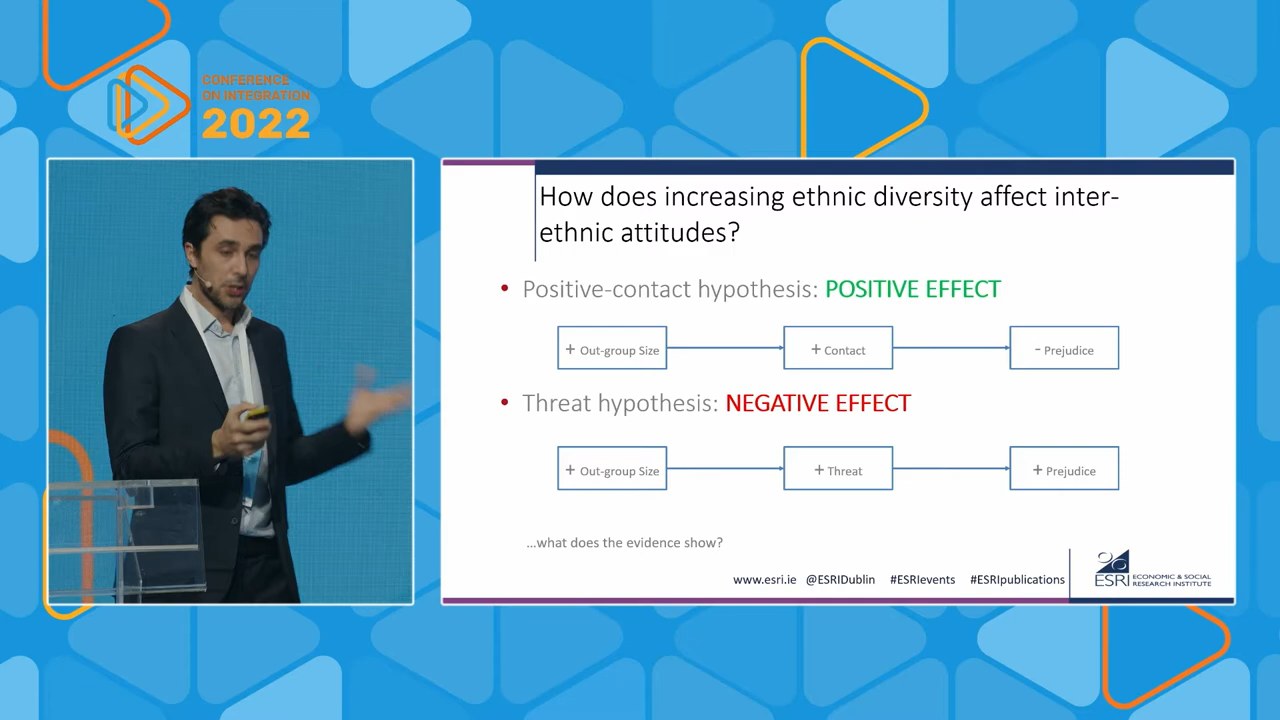 CONFERENCE
ON INTEGRATION
2022
How does increasing ethnic diversity affect inter-
ethnic attitudes?
• Positive-contact hypothesis: POSITIVE EFFECT
+ Out-group Size
+ Contact
- Prejudice
• Threat hypothesis: NEGATIVE EFFECT
+ Out-group Size
+ Threat
+ Prejudice
...what does the evidence show?
www.esri.ie @ESRIDublin #ESRIevents #ESRIpublications
ESRI ECONOMIC & SOCIAL
RESEARCH INSTITUTE